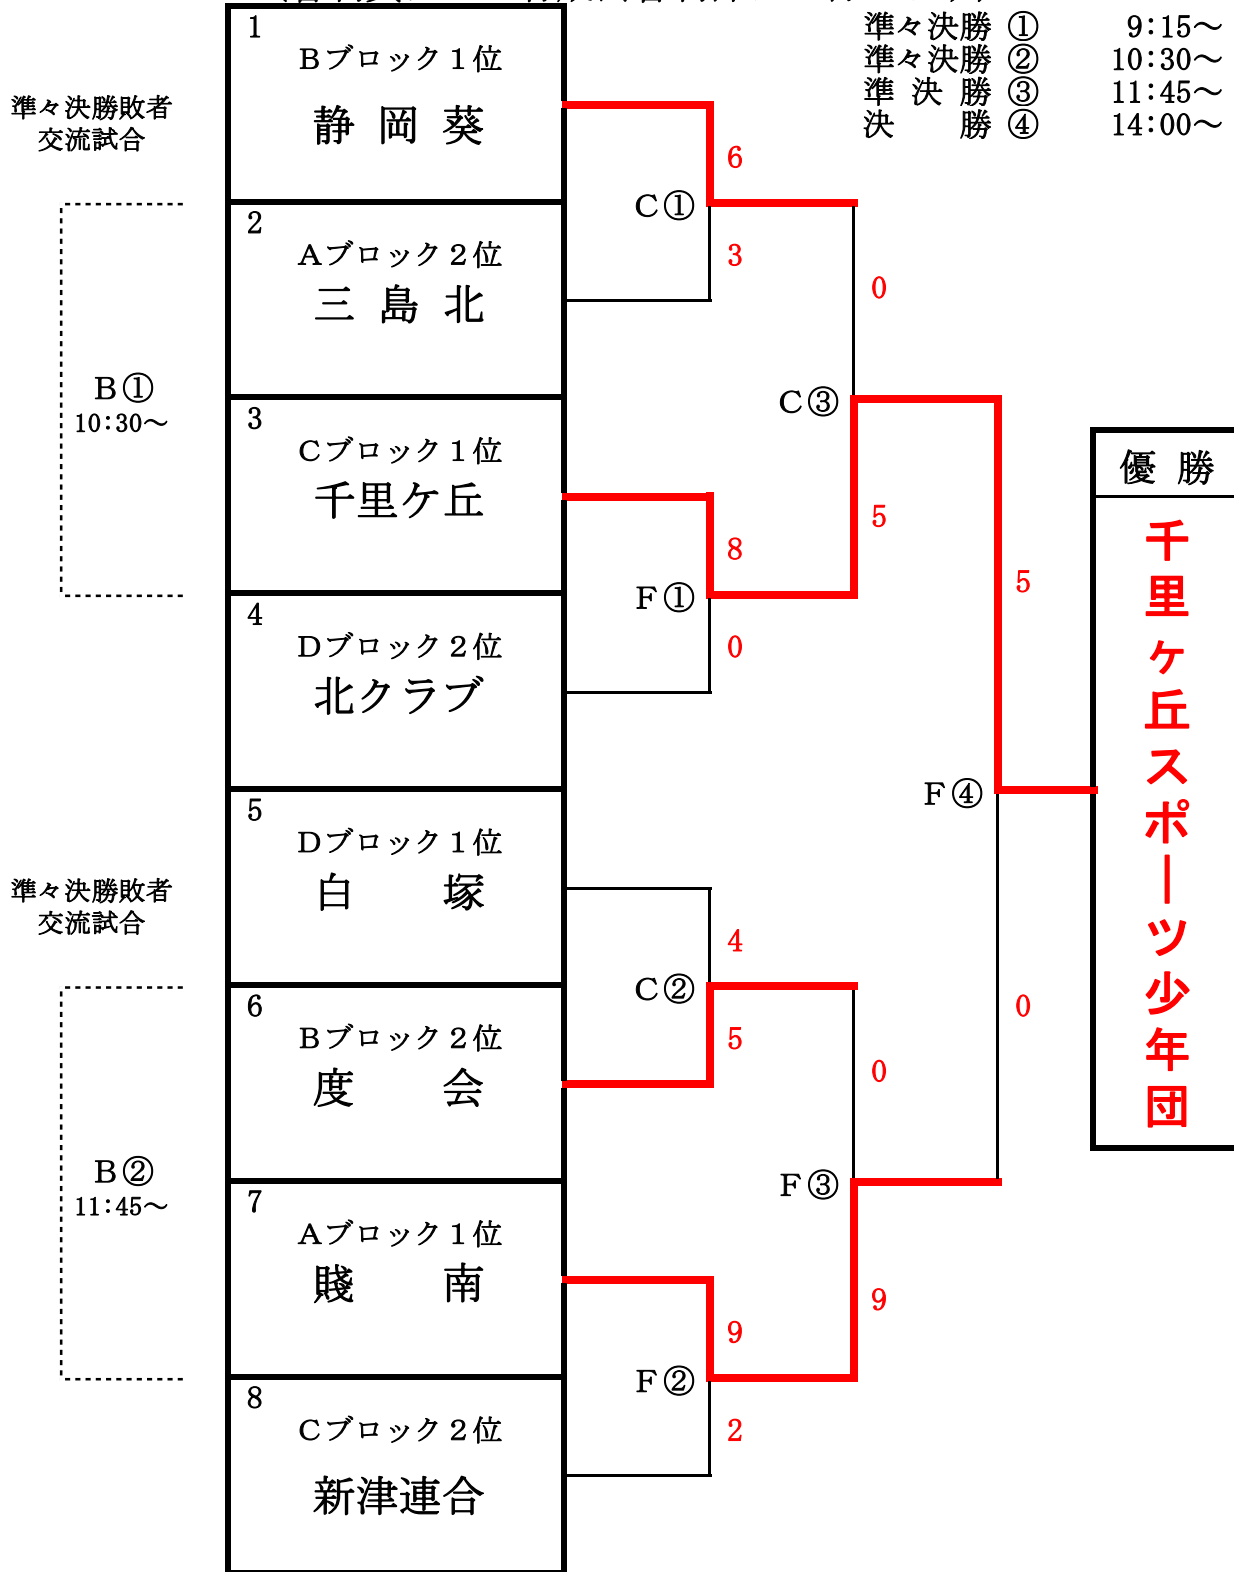 準々決勝 ① 9:15～
準々決勝 ② 10:30～
準 決 勝 ③ 11:45～
決 勝 ④ 14:00～
準々決勝敗者
交流試合
B①
10:30～
準々決勝敗者
交流試合
B②
11:45～
1
Bブロック1位
静岡葵
2
Aブロック2位
三島北
3
Cブロック1位
千里ケ丘
4
Dブロック2位
北クラブ
5
Dブロック1位
白 塚
6
Bブロック2位
度 会
7
Aブロック1位
賤 南
8
Cブロック2位
新津連合
6
C①
3
8
F①
0
4
C②
5
9
F②
2
0
C③
5
0
F③
9
5
F④
0
優 勝
千里ヶ丘スポーツ少年団